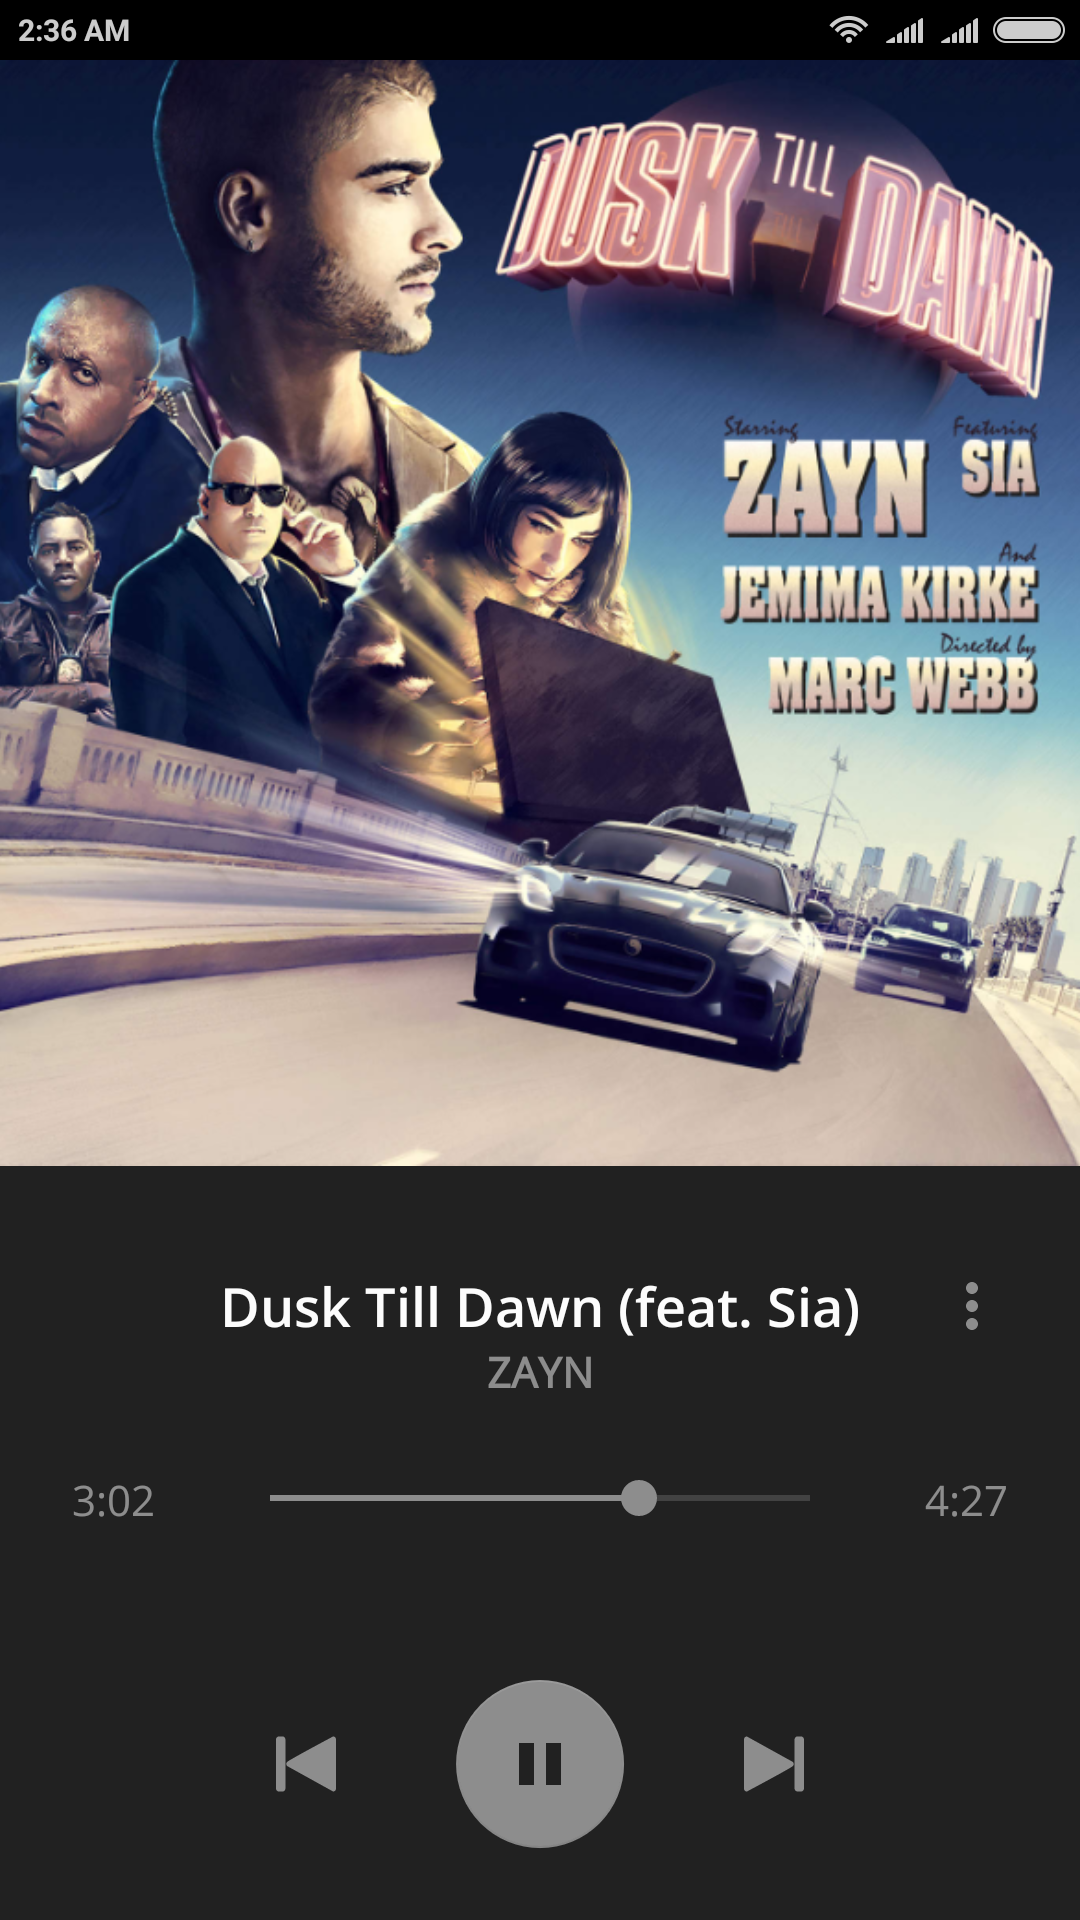 2:36 AM
DUSK TILL DAWN
Starring Featuring
ZAYN SIA
And
JEMIMA KIRKE
Directed by
MARC WEBB
Dusk Till Dawn (feat. Sia)
ZAYN
3:02 4:27